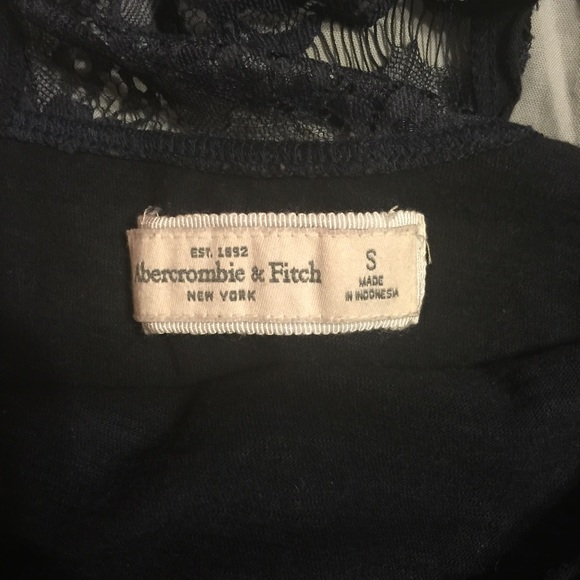 EST. 1892
Abercrombie & Fitch
NEW YORK
S
MADE
IN INDONESIA